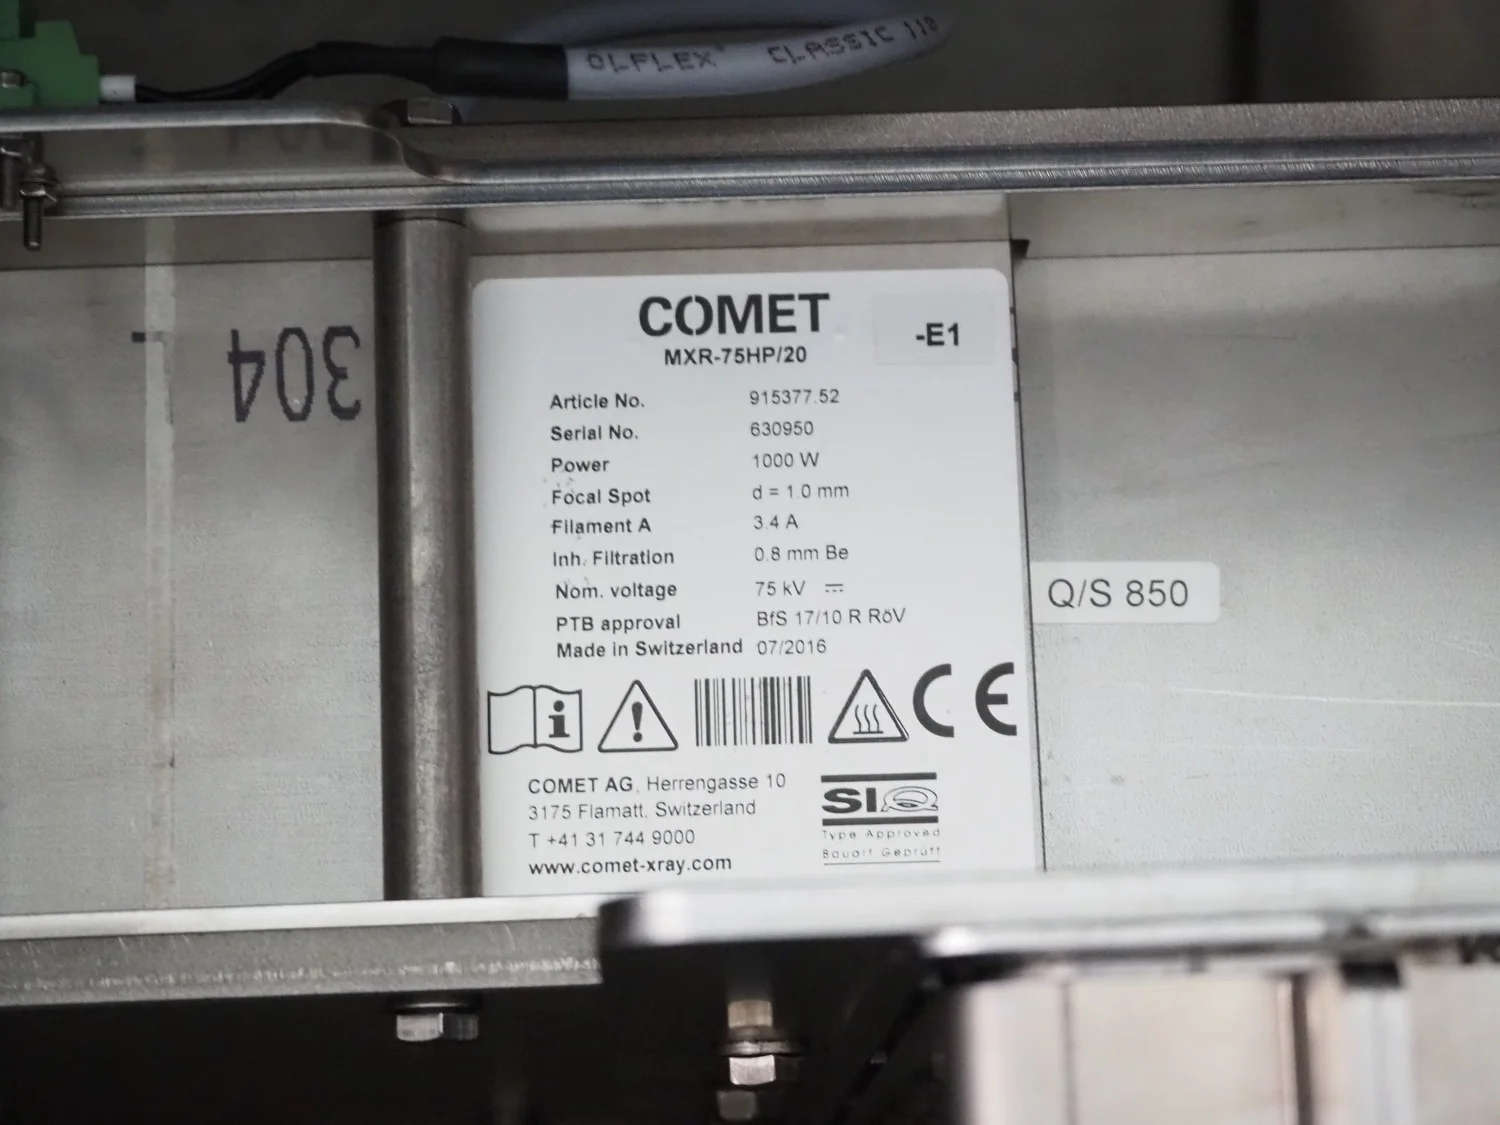 ÖLFLEX CLASSIC 110
COMET
-E1
MXR-75HP/20
304
Article No. 915377.52
Serial No. 630950
Power 1000 W
Focal Spot d = 1.0 mm
Filament A 3.4 A
Inh. Filtration 0.8 mm Be
Nom. voltage 75 kV ⎓
PTB approval BfS 17/10 R RöV
Made in Switzerland 07/2016
Q/S 850
CE
COMET AG, Herrengasse 10
3175 Flamatt, Switzerland
T +41 31 744 9000
www.comet-xray.com
SIQ
Type Approved
Bauart Geprüft